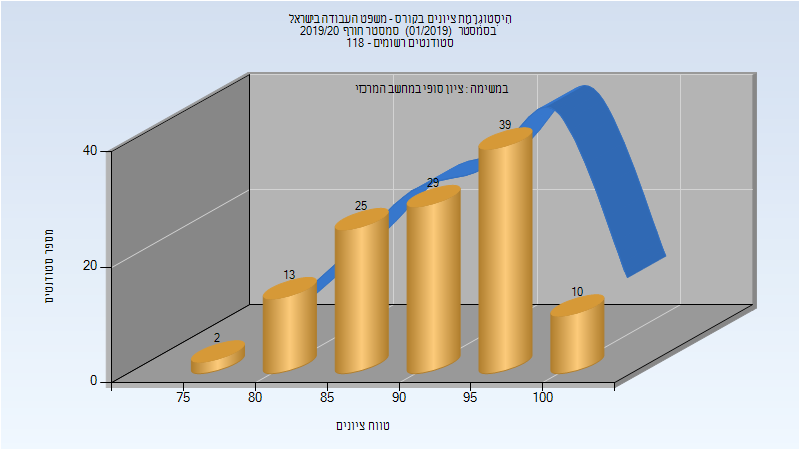 היסטוגרמת ציונים בקורס - משפט העבודה בישראל
בסמסטר (01/2019) סמסטר חורף 2019/20
סטודנטים רשומים - 118
במשימה : ציון סופי במחשב המרכזי
39
40
29
25
20
13
10
2
0
75
80
85
90
95
100
מספר סטודנטים
טווח ציונים